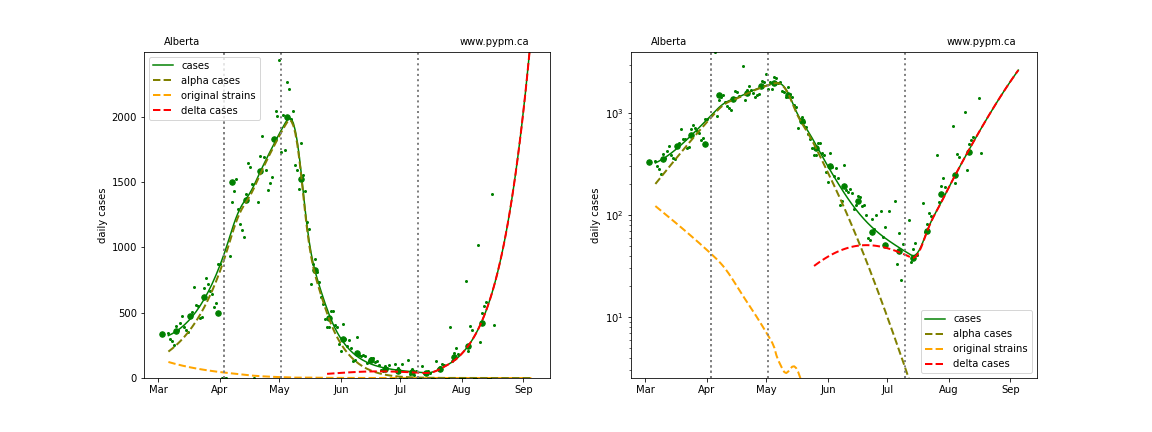 Alberta
www.pypm.ca
cases
alpha cases
original strains
delta cases
daily cases
2000
1500
1000
500
0
Mar
Apr
May
Jun
Jul
Aug
Sep
Alberta
www.pypm.ca
daily cases
10³
10²
10¹
cases
alpha cases
original strains
delta cases
Mar
Apr
May
Jun
Jul
Aug
Sep